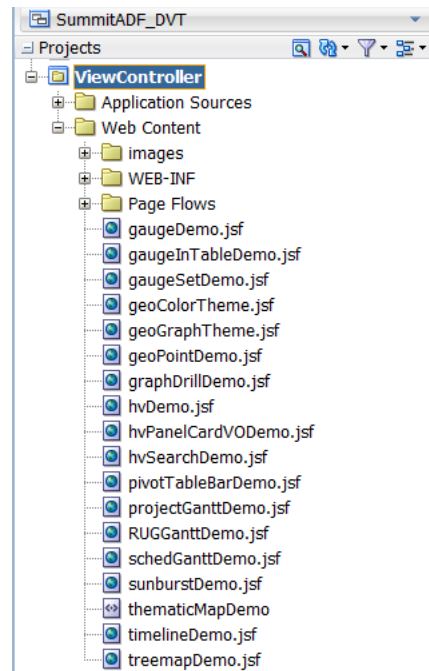 SummitADF_DVT
Projects
ViewController
Application Sources
Web Content
images
WEB-INF
Page Flows
gaugeDemo.jsf
gaugeInTableDemo.jsf
gaugeSetDemo.jsf
geoColorTheme.jsf
geoGraphTheme.jsf
geoPointDemo.jsf
graphDrillDemo.jsf
hvDemo.jsf
hvPanelCardVODemo.jsf
hvSearchDemo.jsf
pivotTableBarDemo.jsf
projectGanttDemo.jsf
RUGGanttDemo.jsf
schedGanttDemo.jsf
sunburstDemo.jsf
thematicMapDemo
timelineDemo.jsf
treemapDemo.jsf